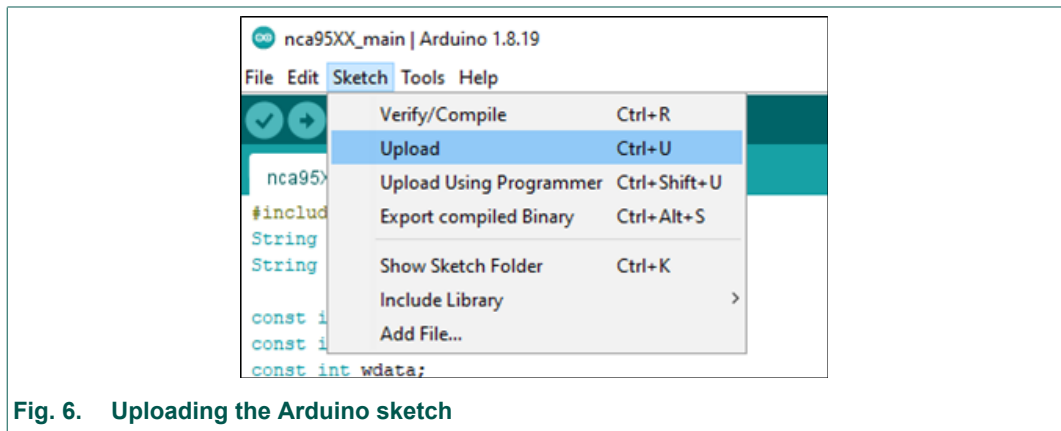 nca95XX_main | Arduino 1.8.19
File Edit Sketch Tools Help
Verify/Compile Ctrl+R
Upload Ctrl+U
nca95X
Upload Using Programmer Ctrl+Shift+U
#includ
Export compiled Binary Ctrl+Alt+S
String
String
Show Sketch Folder Ctrl+K
Include Library >
const i
Add File...
const i
const int wdata;
Fig. 6. Uploading the Arduino sketch